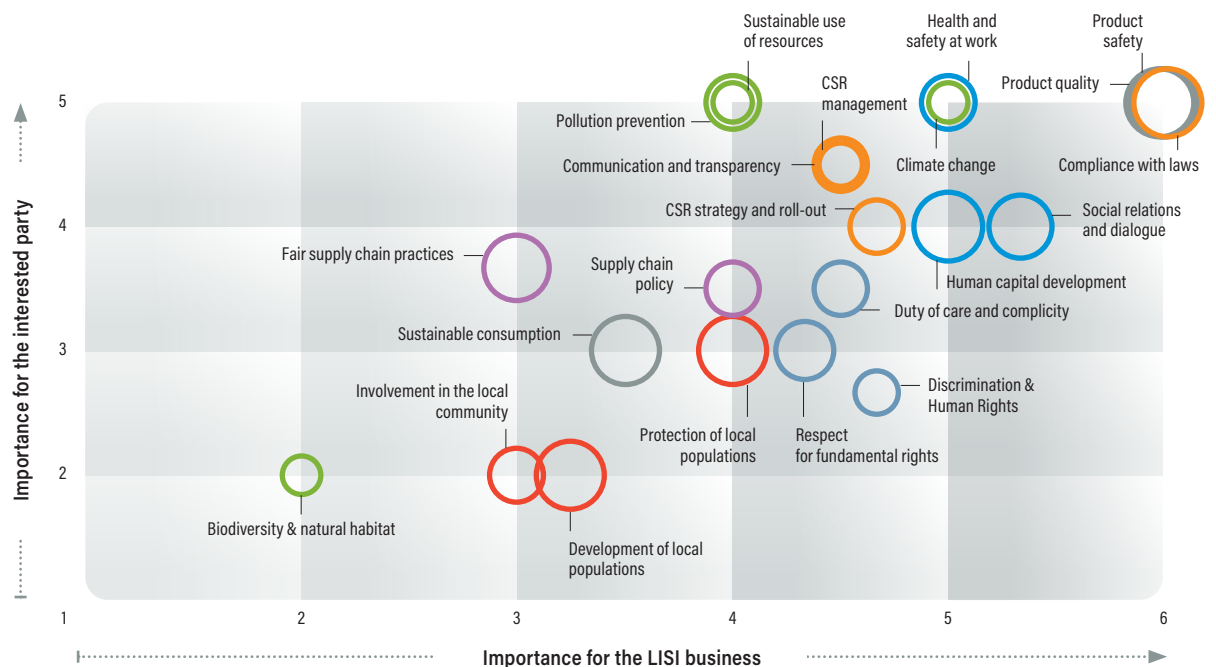 Sustainable use
of resources
Health and
safety at work
Product
safety
CSR
management
Product quality
5
Pollution prevention
Communication and transparency
Climate change
Compliance with laws
CSR strategy and roll-out
Social relations
and dialogue
4
Fair supply chain practices
Supply chain
policy
Human capital development
Duty of care and complicity
Sustainable consumption
3
Discrimination &
Human Rights
Involvement in the local
community
Protection of local
populations
Respect
for fundamental rights
2
Biodiversity & natural habitat
Development of local
populations
Importance for the interested party
1
2
3
4
5
6
Importance for the LISI business